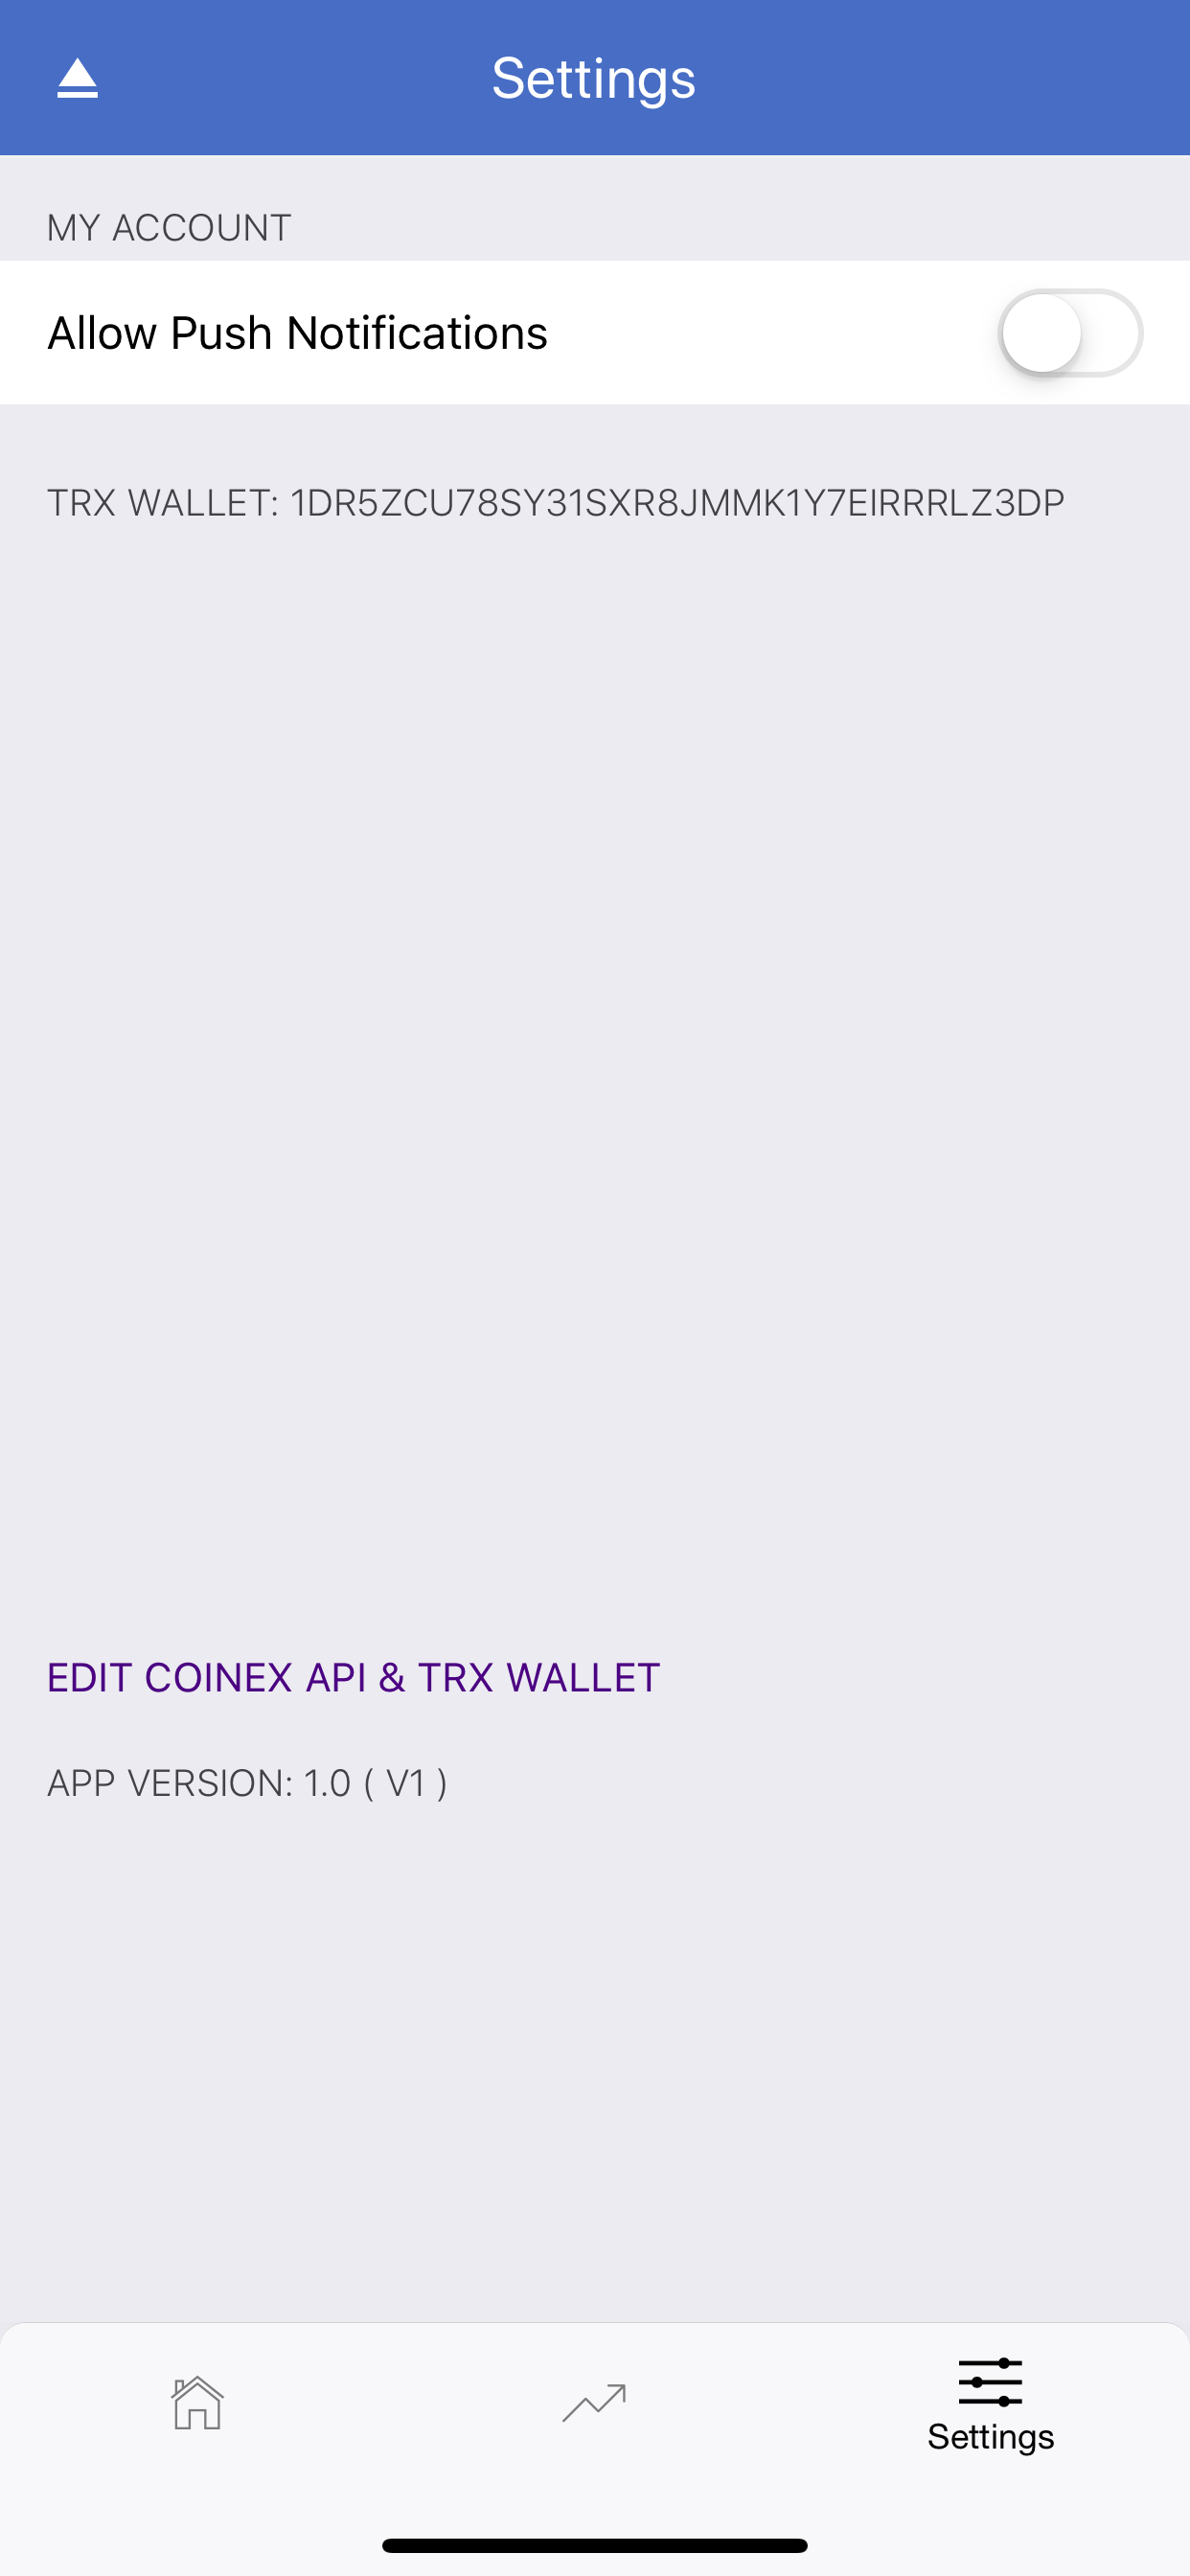 Settings
MY ACCOUNT
Allow Push Notifications
TRX WALLET: 1DR5ZCU78SY31SXR8JMMK1Y7EIRRRLZ3DP
EDIT COINEX API & TRX WALLET
APP VERSION: 1.0 ( V1 )
Settings